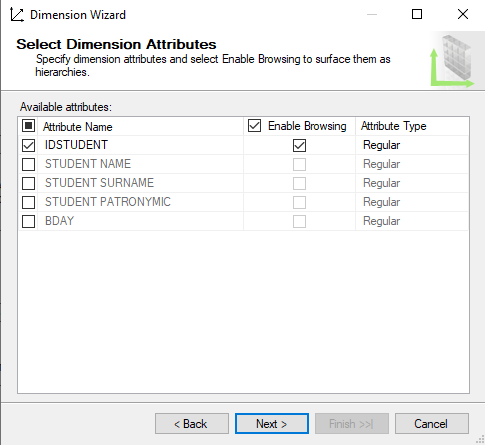 Dimension Wizard
Select Dimension Attributes
Specify dimension attributes and select Enable Browsing to surface them as
hierarchies.
Available attributes:
Attribute Name Enable Browsing Attribute Type
IDSTUDENT Regular
STUDENT NAME Regular
STUDENT SURNAME Regular
STUDENT PATRONYMIC Regular
BDAY Regular
< Back Next > Finish >>| Cancel